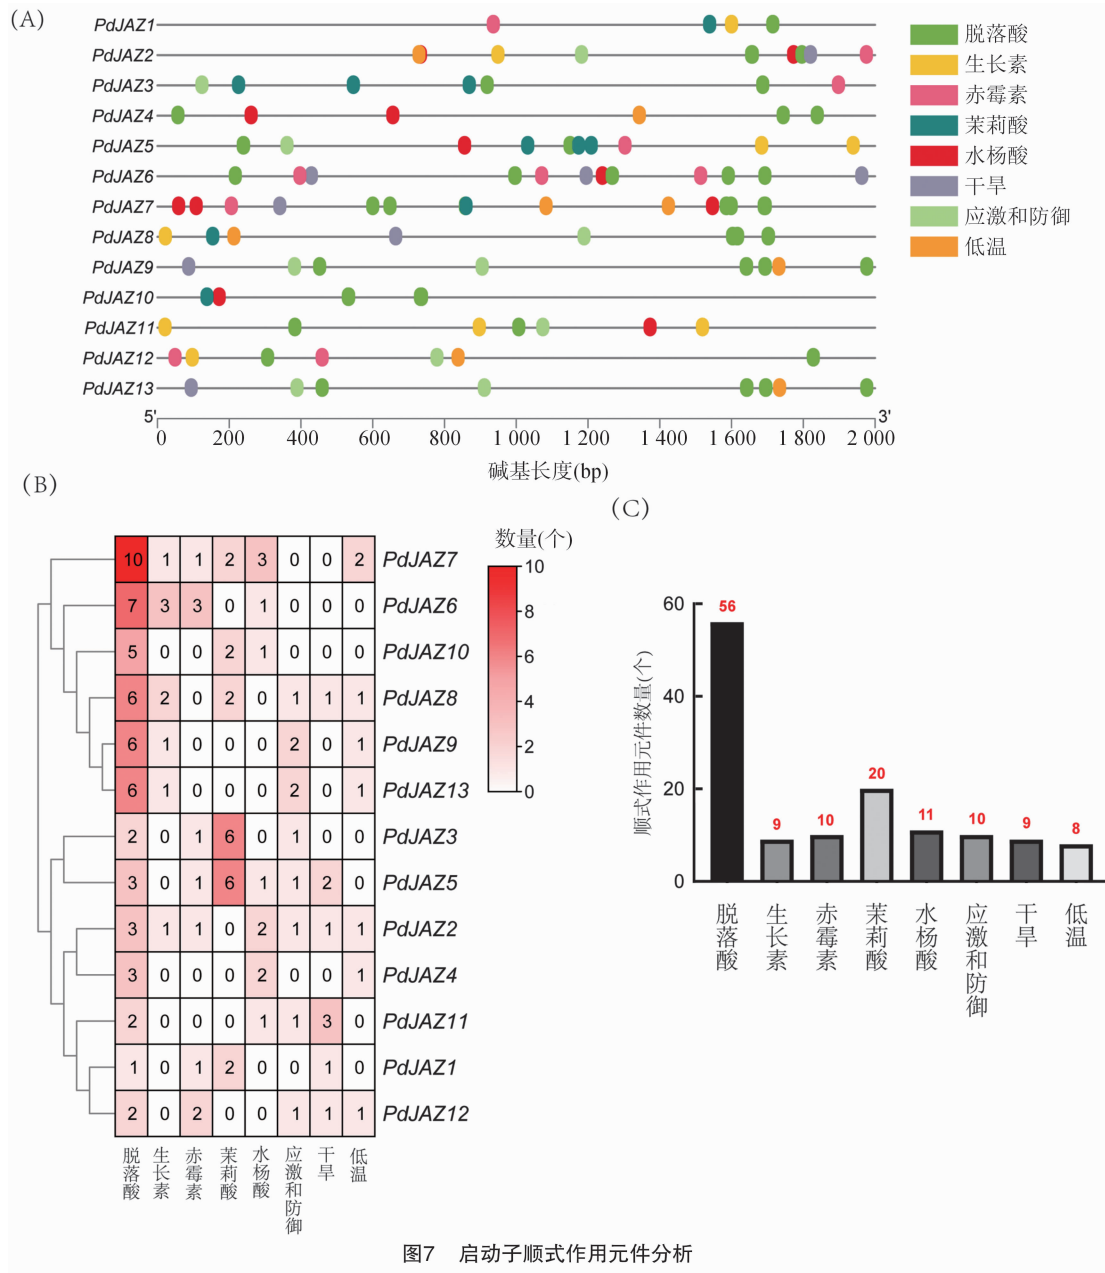 (A)
PdJAZ1
PdJAZ2
PdJAZ3
PdJAZ4
PdJAZ5
PdJAZ6
PdJAZ7
PdJAZ8
PdJAZ9
PdJAZ10
PdJAZ11
PdJAZ12
PdJAZ13
5' 3'
0 200 400 600 800 1 000 1 200 1 400 1 600 1 800 2 000
碱基长度(bp)
脱落酸
生长素
赤霉素
茉莉酸
水杨酸
干旱
应激和防御
低温
(B)
10 1 1 2 3 0 0 2 PdJAZ7
7 3 3 0 1 0 0 0 PdJAZ6
5 0 0 2 1 0 0 0 PdJAZ10
6 2 0 2 0 1 1 1 PdJAZ8
6 1 0 0 0 2 0 1 PdJAZ9
6 1 0 0 0 2 0 1 PdJAZ13
2 0 1 6 0 1 0 0 PdJAZ3
3 0 1 6 1 1 2 0 PdJAZ5
3 1 1 0 2 1 1 1 PdJAZ2
3 0 0 0 2 0 0 1 PdJAZ4
2 0 0 0 1 1 3 0 PdJAZ11
1 0 1 2 0 0 1 0 PdJAZ1
2 0 2 0 0 1 1 1 PdJAZ12
脱落酸 生长素 赤霉素 茉莉酸 水杨酸 应激和防御 干旱 低温
数量(个)
10
8
6
4
2
0
(C)
顺式作用元件数量(个)
60
40
20
0
56 9 10 20 11 10 9 8
脱落酸 生长素 赤霉素 茉莉酸 水杨酸 应激和防御 干旱 低温
图7 启动子顺式作用元件分析